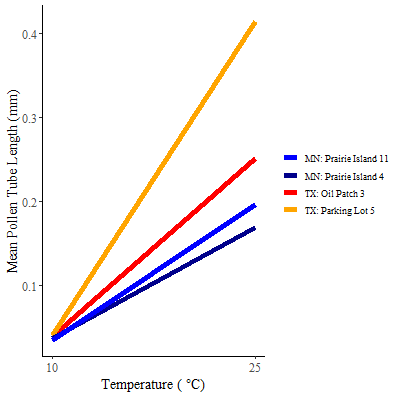 Mean Pollen Tube Length (mm)
0.4
0.3
0.2
0.1
10
25
Temperature ( °C)
MN: Prairie Island 11
MN: Prairie Island 4
TX: Oil Patch 3
TX: Parking Lot 5